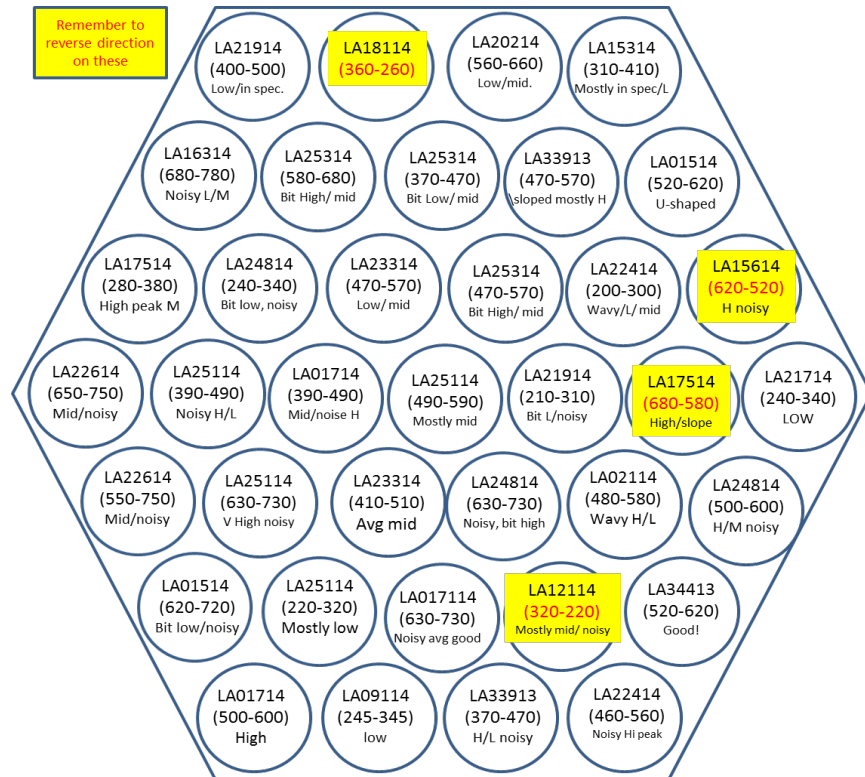 Remember to
reverse direction
on these
LA21914
(400-500)
Low/in spec.
LA18114
(360-260)
LA20214
(560-660)
Low/mid.
LA15314
(310-410)
Mostly in spec/L
LA16314
(680-780)
Noisy L/M
LA25314
(580-680)
Bit High/ mid
LA25314
(370-470)
Bit Low/ mid
LA33913
(470-570)
\sloped mostly H
LA01514
(520-620)
U-shaped
LA17514
(280-380)
High peak M
LA24814
(240-340)
Bit low, noisy
LA23314
(470-570)
Low/ mid
LA25314
(470-570)
Bit High/ mid
LA22414
(200-300)
Wavy/L/ mid
LA15614
(620-520)
H noisy
LA22614
(650-750)
Mid/noisy
LA25114
(390-490)
Noisy H/L
LA01714
(390-490)
Mid/noise H
LA25114
(490-590)
Mostly mid
LA21914
(210-310)
Bit L/noisy
LA17514
(680-580)
High/slope
LA21714
(240-340)
LOW
LA22614
(550-750)
Mid/noisy
LA25114
(630-730)
V High noisy
LA23314
(410-510)
Avg mid
LA24814
(630-730)
Noisy, bit high
LA02114
(480-580)
Wavy H/L
LA24814
(500-600)
H/M noisy
LA01514
(620-720)
Bit low/noisy
LA25114
(220-320)
Mostly low
LA017114
(630-730)
Noisy avg good
LA12114
(320-220)
Mostly mid/ noisy
LA34413
(520-620)
Good!
LA01714
(500-600)
High
LA09114
(245-345)
low
LA33913
(370-470)
H/L noisy
LA22414
(460-560)
Noisy Hi peak